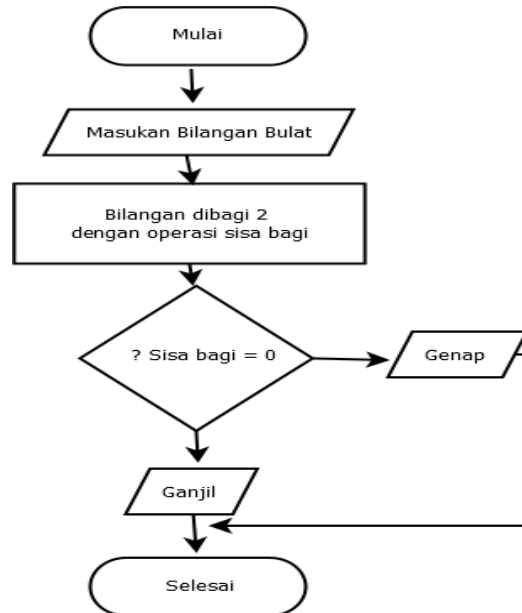 Mulai
Masukan Bilangan Bulat
Bilangan dibagi 2
dengan operasi sisa bagi
? Sisa bagi = 0
Genap
Ganjil
Selesai